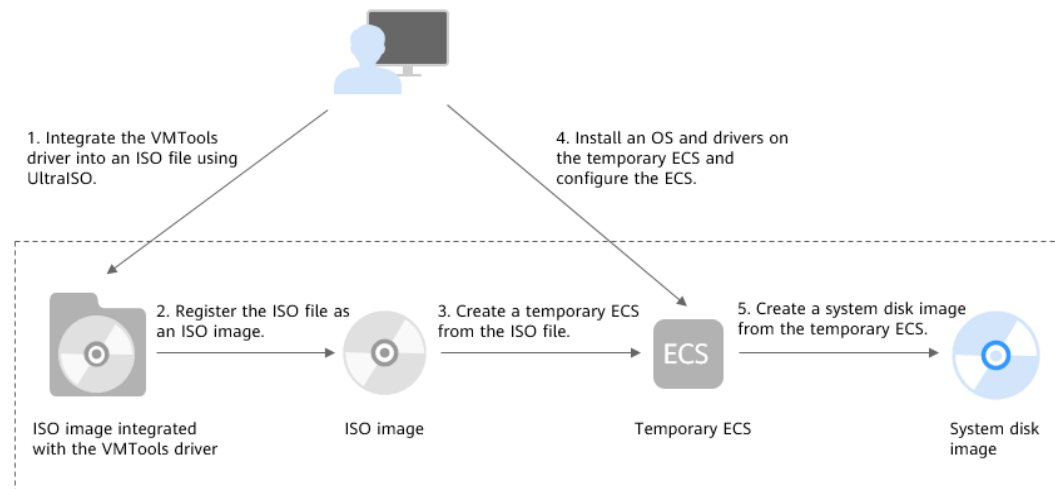 1. Integrate the VMTools
driver into an ISO file using
UltraISO.
4. Install an OS and drivers on
the temporary ECS and
configure the ECS.
2. Register the ISO file as
an ISO image.
3. Create a temporary ECS
from the ISO file.
5. Create a system disk image
from the temporary ECS.
ECS
ISO image integrated
with the VMTools driver
ISO image
Temporary ECS
System disk
image